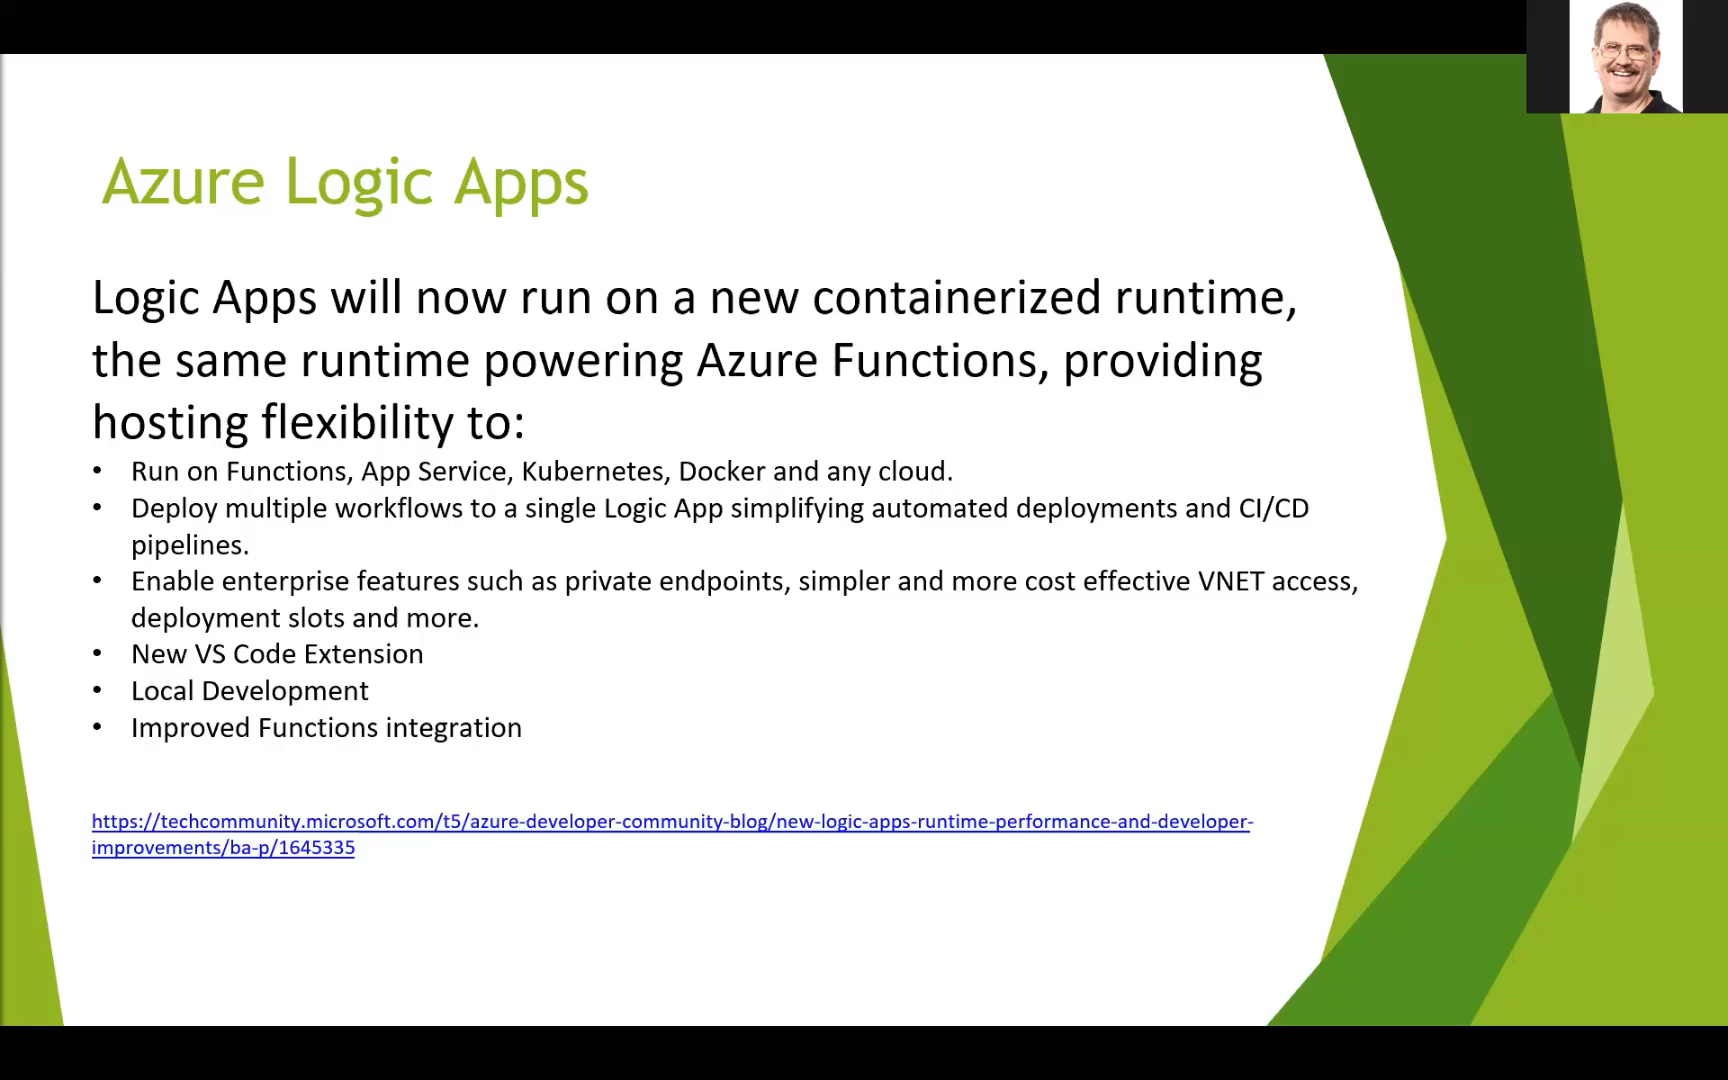 Azure Logic Apps
Logic Apps will now run on a new containerized runtime,
the same runtime powering Azure Functions, providing
hosting flexibility to:
• Run on Functions, App Service, Kubernetes, Docker and any cloud.
• Deploy multiple workflows to a single Logic App simplifying automated deployments and CI/CD
pipelines.
• Enable enterprise features such as private endpoints, simpler and more cost effective VNET access,
deployment slots and more.
• New VS Code Extension
• Local Development
• Improved Functions integration
https://techcommunity.microsoft.com/t5/azure-developer-community-blog/new-logic-apps-runtime-performance-and-developer-
improvements/ba-p/1645335